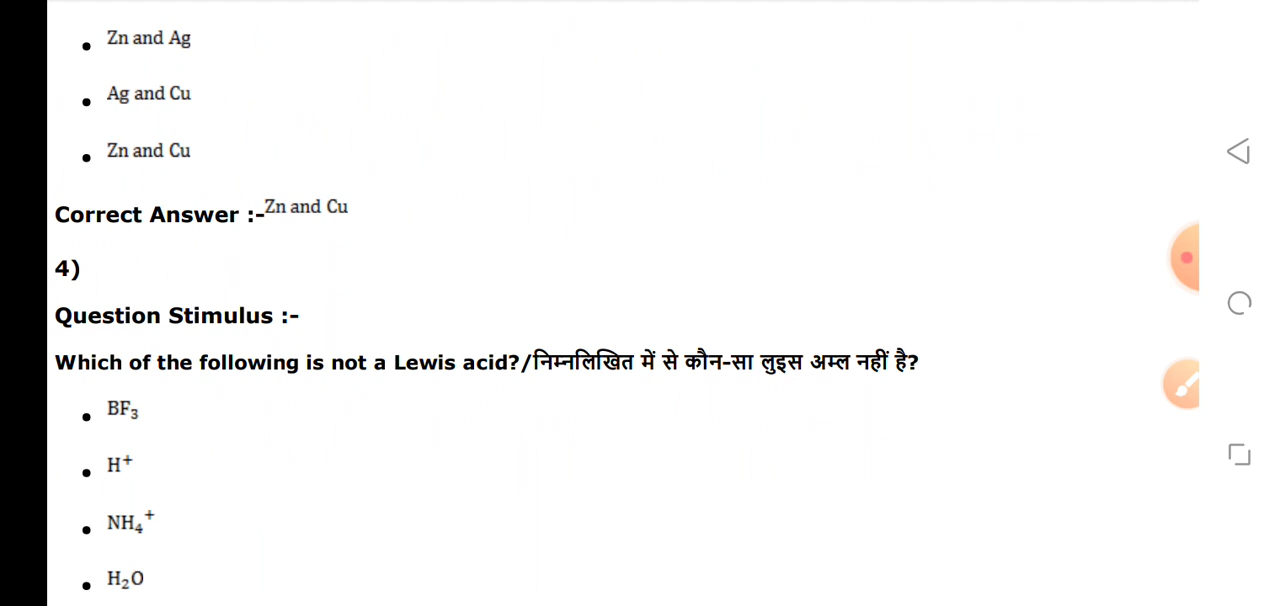 • Zn and Ag
• Ag and Cu
• Zn and Cu
Correct Answer :-Zn and Cu
4)
Question Stimulus :-
Which of the following is not a Lewis acid?/निम्नलिखित में से कौन-सा लुइस अम्ल नहीं है?
• BF₃
• H⁺
• NH₄⁺
• H₂O